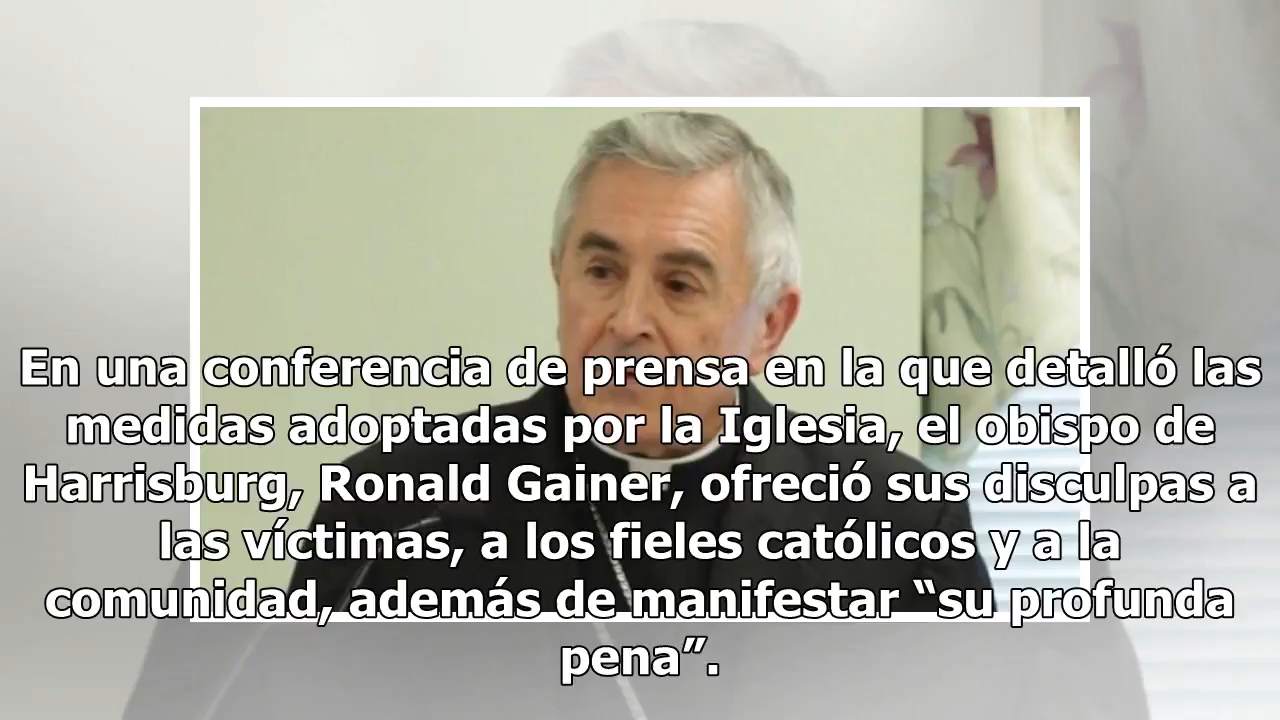 En una conferencia de prensa en la que detalló las
medidas adoptadas por la Iglesia, el obispo de
Harrisburg, Ronald Gainer, ofreció sus disculpas a
las víctimas, a los fieles católicos y a la
comunidad, además de manifestar “su profunda
pena”.